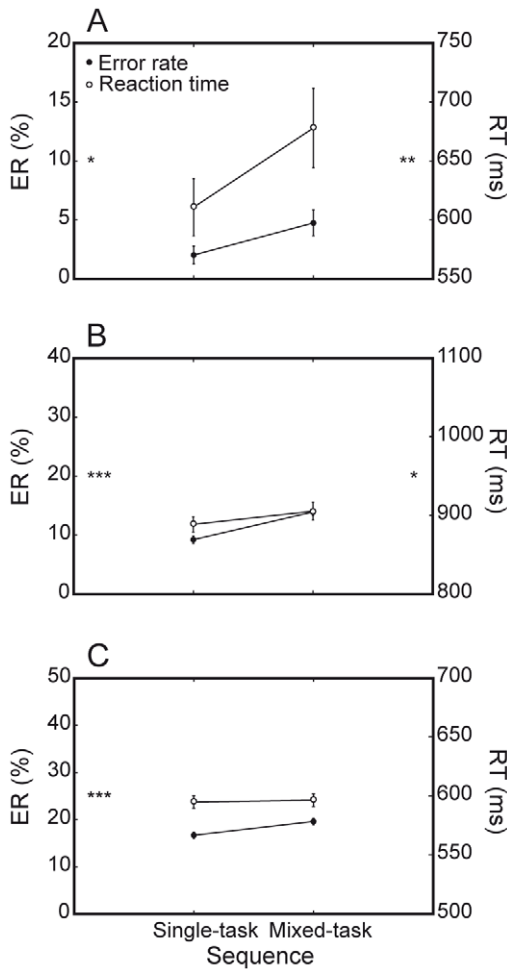 A
20
15
10
5
0
ER (%)
Error rate
Reaction time
*
**
750
700
650
600
550
RT (ms)
B
40
30
20
10
0
ER (%)
***
*
1100
1000
900
800
RT (ms)
C
50
40
30
20
10
0
ER (%)
***
700
650
600
550
500
RT (ms)
Single-task Mixed-task
Sequence